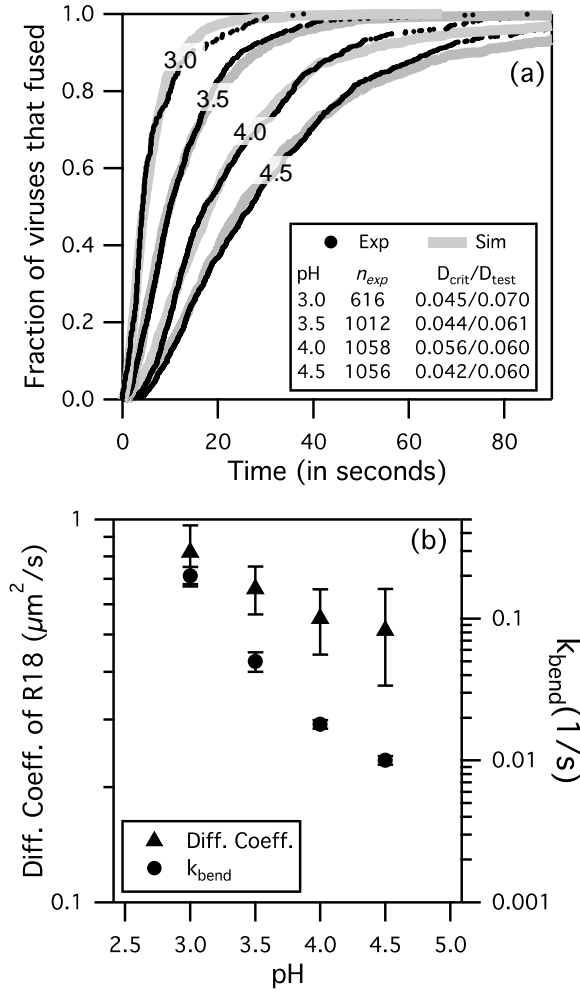 1.0
0.8
0.6
0.4
0.2
0.0
Fraction of viruses that fused
(a)
3.0
3.5
4.0
4.5
Exp Sim
pH n_exp D_crit/D_test
3.0 616 0.045/0.070
3.5 1012 0.044/0.061
4.0 1058 0.056/0.060
4.5 1056 0.042/0.060
0 20 40 60 80
Time (in seconds)
(b)
1
0.1
Diff. Coeff. of R18 (μm²/s)
0.1
0.01
0.001
k_bend(1/s)
Diff. Coeff.
k_bend
2.5 3.0 3.5 4.0 4.5 5.0
pH